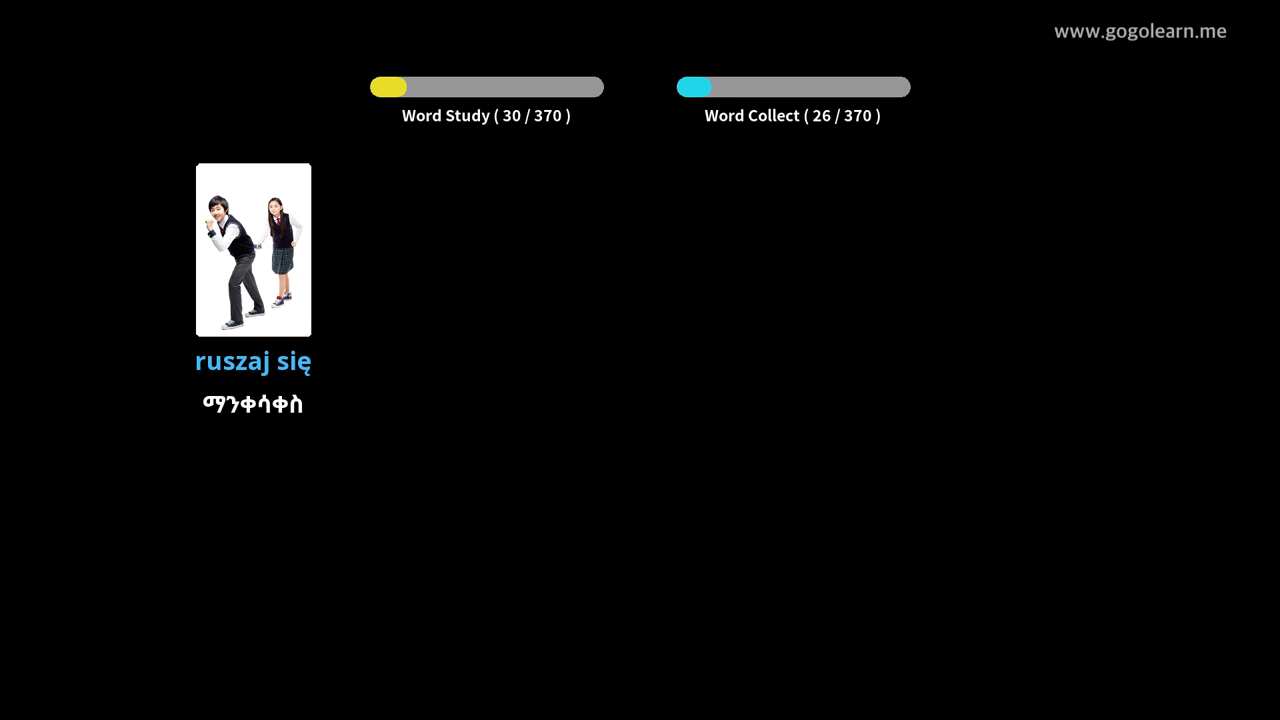 www.gogolearn.me
Word Study ( 30 / 370 )
Word Collect ( 26 / 370 )
ruszaj się
ማንቀሳቀስ